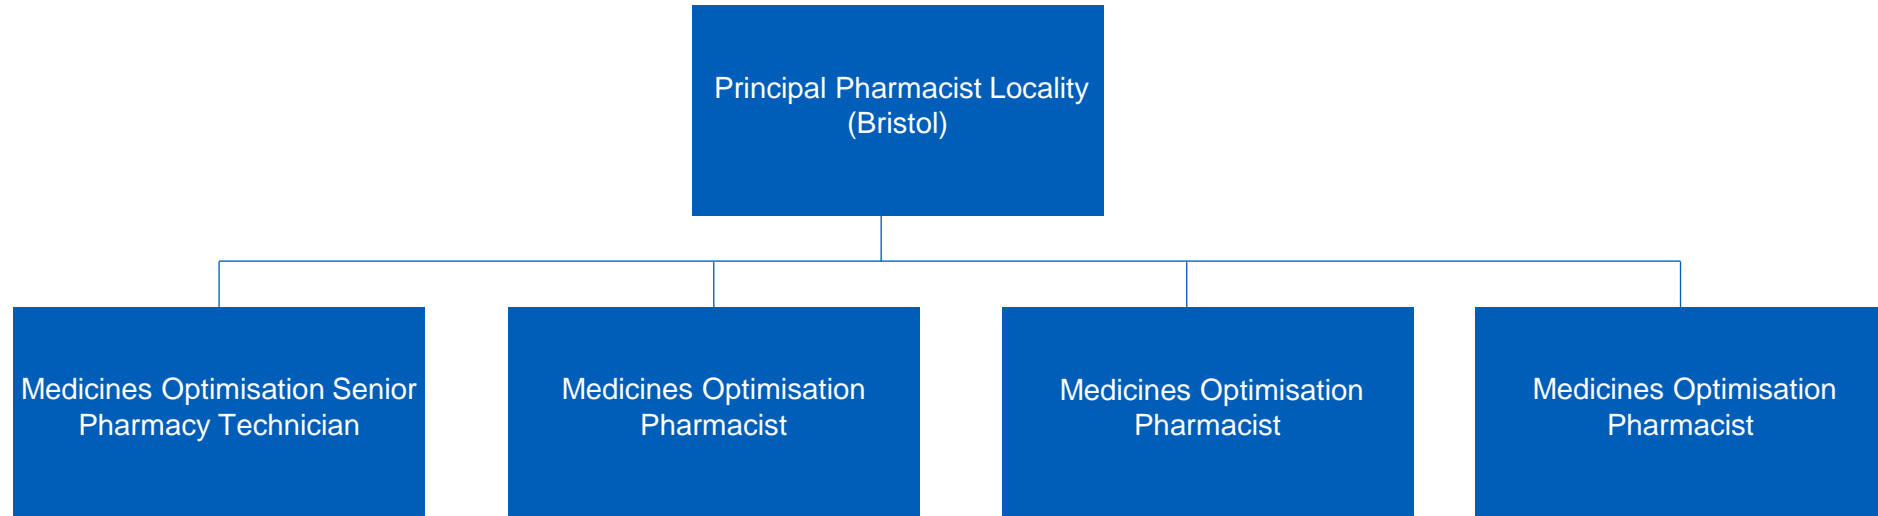 Principal Pharmacist Locality
(Bristol)
Medicines Optimisation Senior
Pharmacy Technician
Medicines Optimisation
Pharmacist
Medicines Optimisation
Pharmacist
Medicines Optimisation
Pharmacist